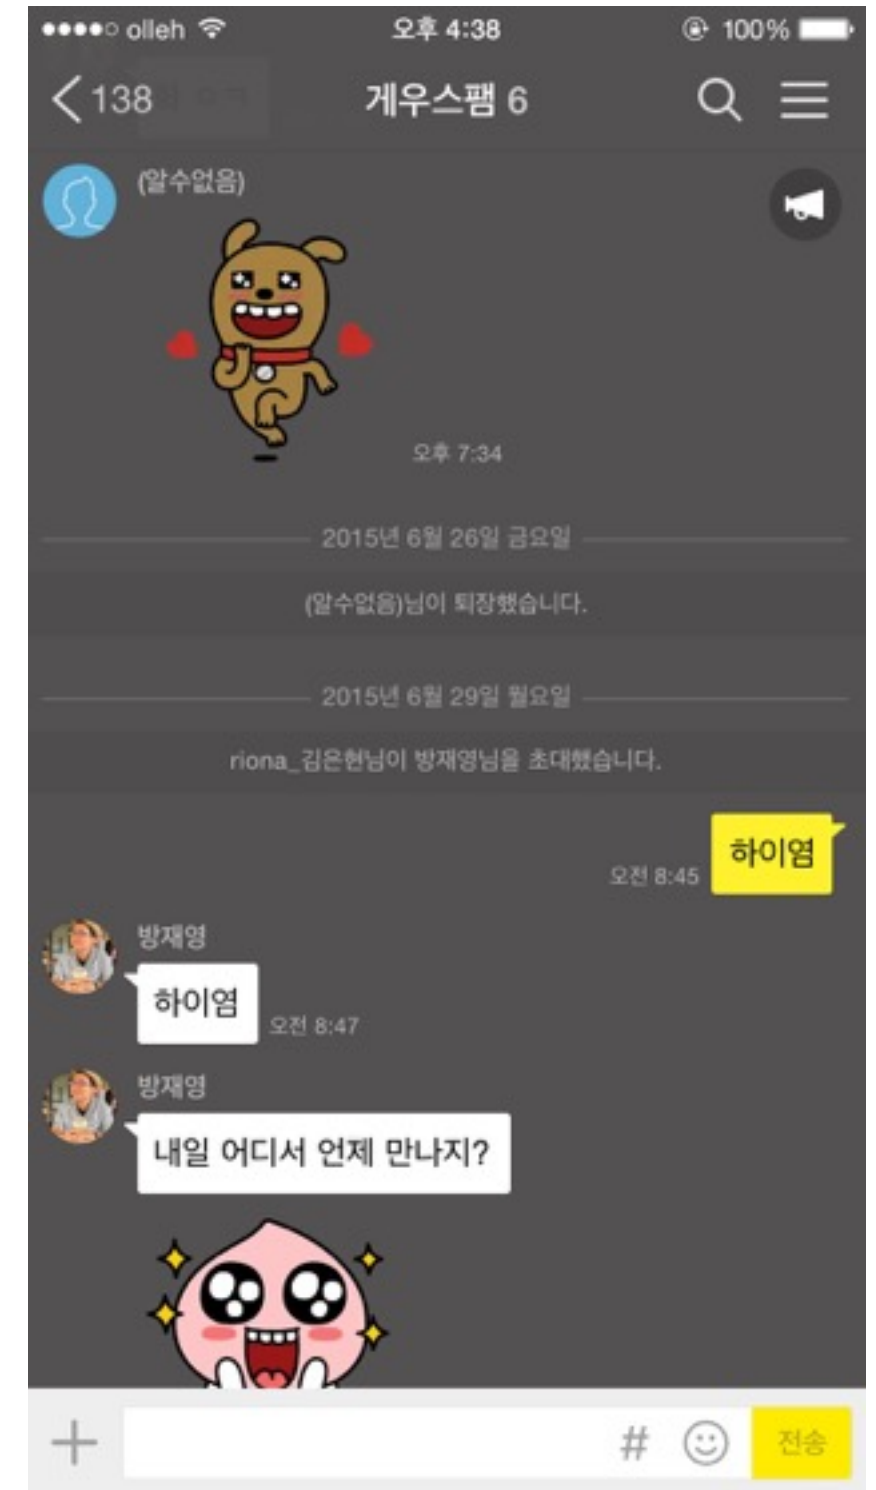 olleh 오후 4:38 100%
138 게우스팸 6
(알수없음)
오후 7:34
2015년 6월 26일 금요일
(알수없음)님이 퇴장했습니다.
2015년 6월 29일 월요일
riona_김은현님이 방재영님을 초대했습니다.
하이염
오전 8:45
방재영
하이염
오전 8:47
방재영
내일 어디서 언제 만나지?
# 전송